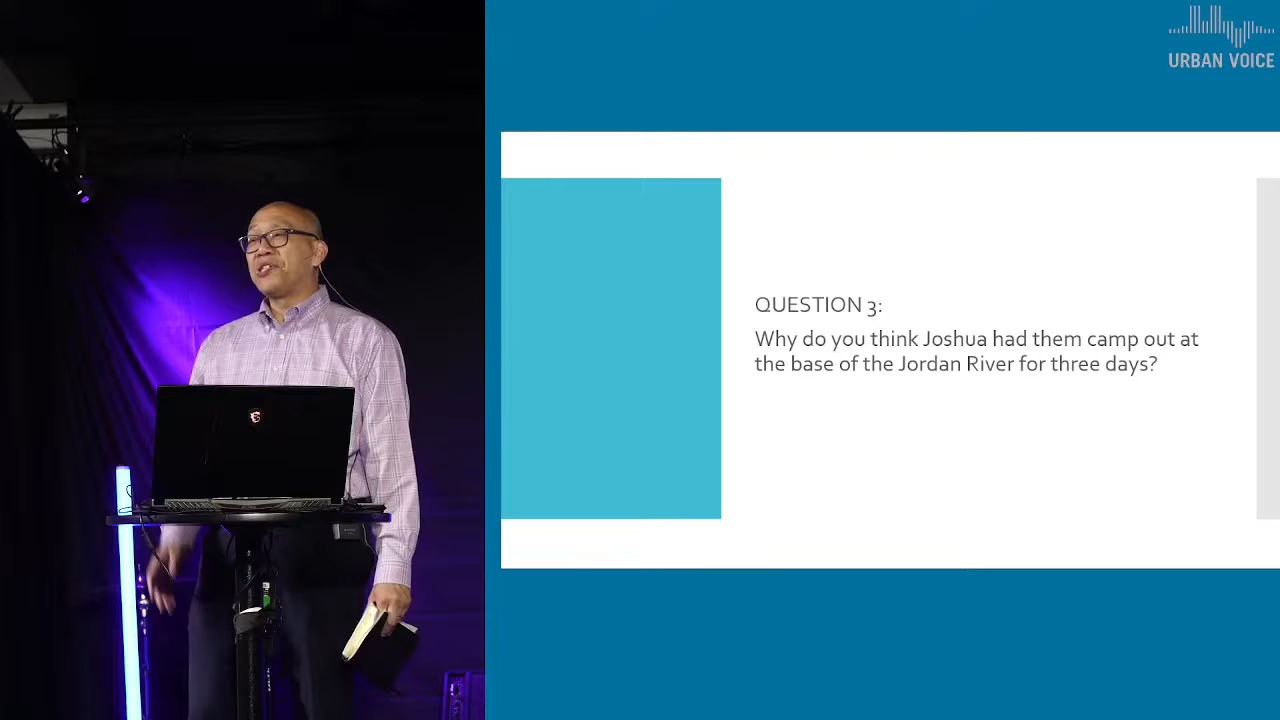 URBAN VOICE
QUESTION 3:
Why do you think Joshua had them camp out at
the base of the Jordan River for three days?